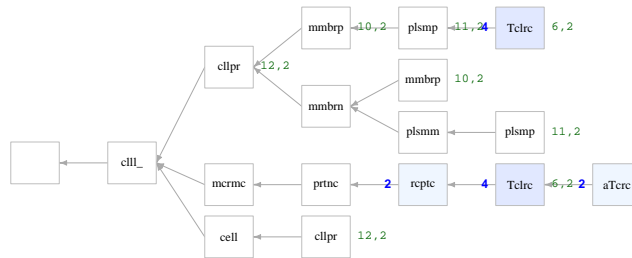 mmbrp 10,2 plsmp 11,2 4 Tclrc 6,2
cllpr 12,2
mmbrp 10,2
mmbrn
plsmm plsmp 11,2
clll_
mcrmc prtnc 2 rcptc 4 Tclrc 6,2 2 aTcrc
cell cllpr 12,2